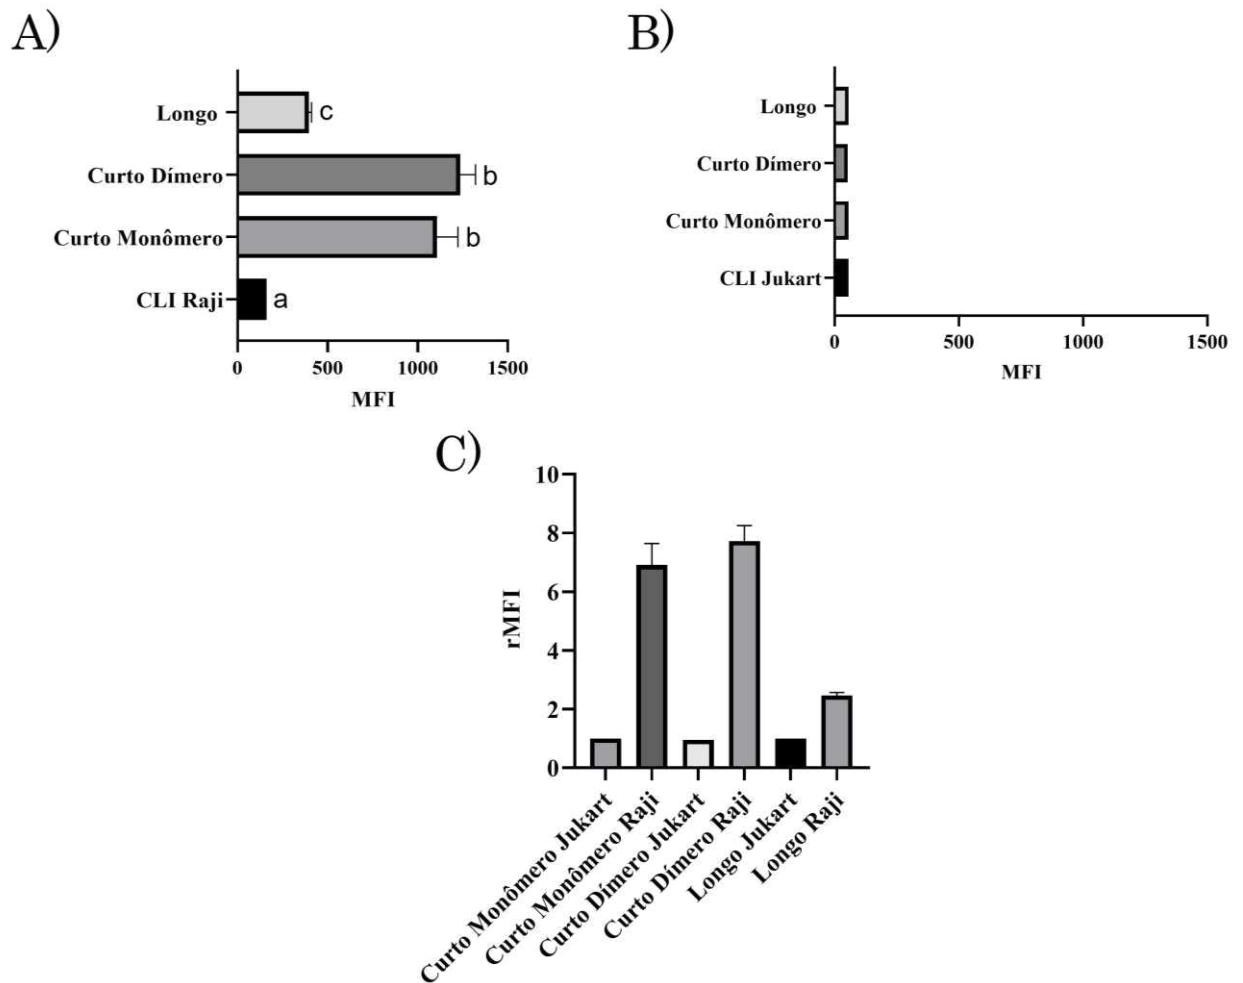 A)
Longo
c
Curto Dímero
b
Curto Monômero
b
CLI Raji
a
0 500 1000 1500
MFI
B)
Longo
Curto Dímero
Curto Monômero
CLI Jukart
0 500 1000 1500
MFI
C)
10
8
6
4
2
0
rMFI
Curto Monômero Jukart
Curto Monômero Raji
Curto Dímero Jukart
Curto Dímero Raji
Longo Jukart
Longo Raji